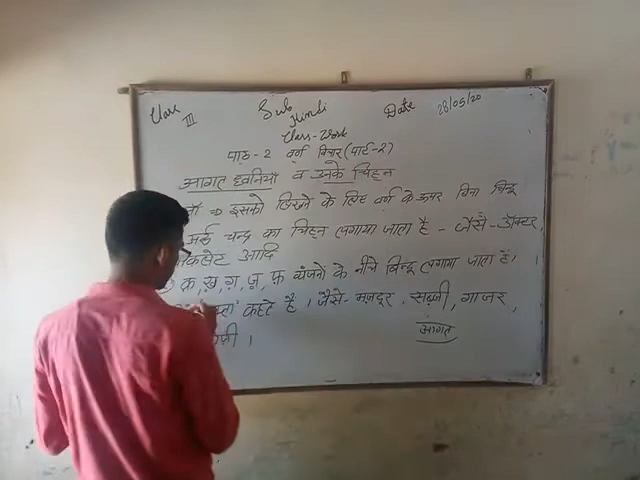 Class III Sub Hindi Date 28/05/20
Class-Work
पाठ-2 वर्ण विचार (पार्ट-2)
आगत ध्वनियाँ व उनके चिह्न
ऑ ⇒ इसको लिखने के लिए वर्ण के ऊपर बिना बिन्दु
चन्द्र का चिह्न लगाया जाता है - जैसे - डॉक्टर,
आदि
क़, ख़, ग़, ज़, फ़ व्यंजनों के नीचे बिन्दू लगाया जाता है।
कहते है। जैसे- मज़दूर, सब्ज़ी, गाजर,
आगत